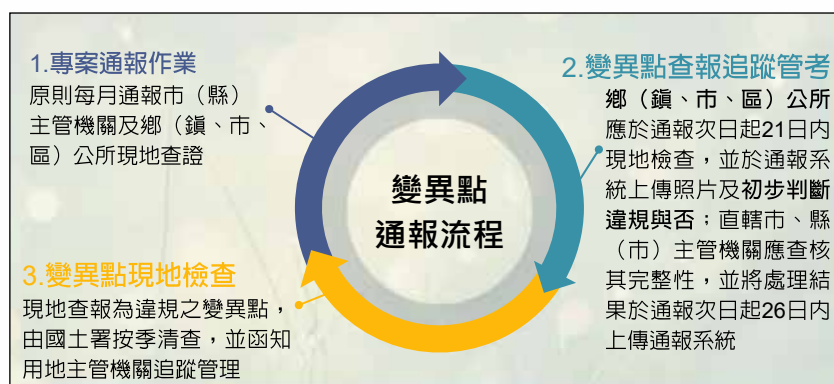 1.專案通報作業
原則每月通報市（縣）
主管機關及鄉（鎮、市、
區）公所現地查證
2.變異點查報追蹤管考
鄉（鎮、市、區）公所
應於通報次日起21日內
現地檢查，並於通報系
統上傳照片及初步判斷
違規與否；直轄市、縣
（市）主管機關應查核
其完整性，並將處理結
果於通報次日起26日內
上傳通報系統
變異點
通報流程
3.變異點現地檢查
現地查報為違規之變異點，
由國土署按季清查，並函知
用地主管機關追蹤管理